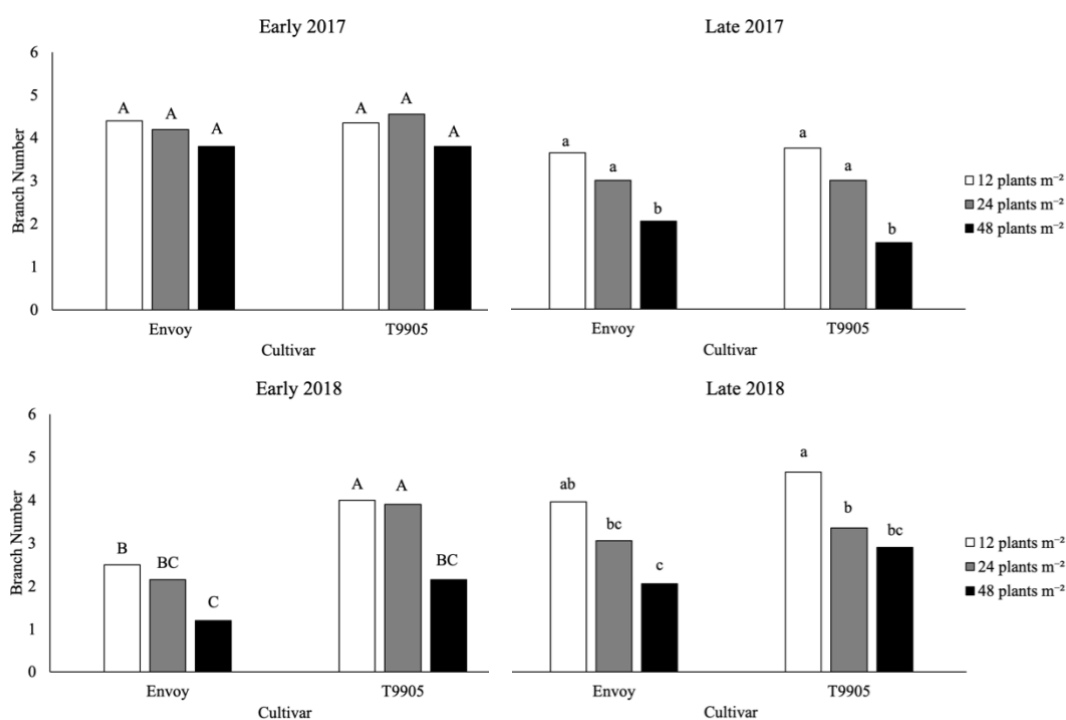 Early 2017
6
5
4
3
2
1
0
Branch Number
A A A A A A
Envoy T9905
Cultivar
Late 2017
a a b a a b
Envoy T9905
Cultivar
12 plants m⁻²
24 plants m⁻²
48 plants m⁻²
Early 2018
6
5
4
3
2
1
0
Branch Number
B BC C A A BC
Envoy T9905
Cultivar
Late 2018
ab bc c a b bc
Envoy T9905
Cultivar
12 plants m⁻²
24 plants m⁻²
48 plants m⁻²